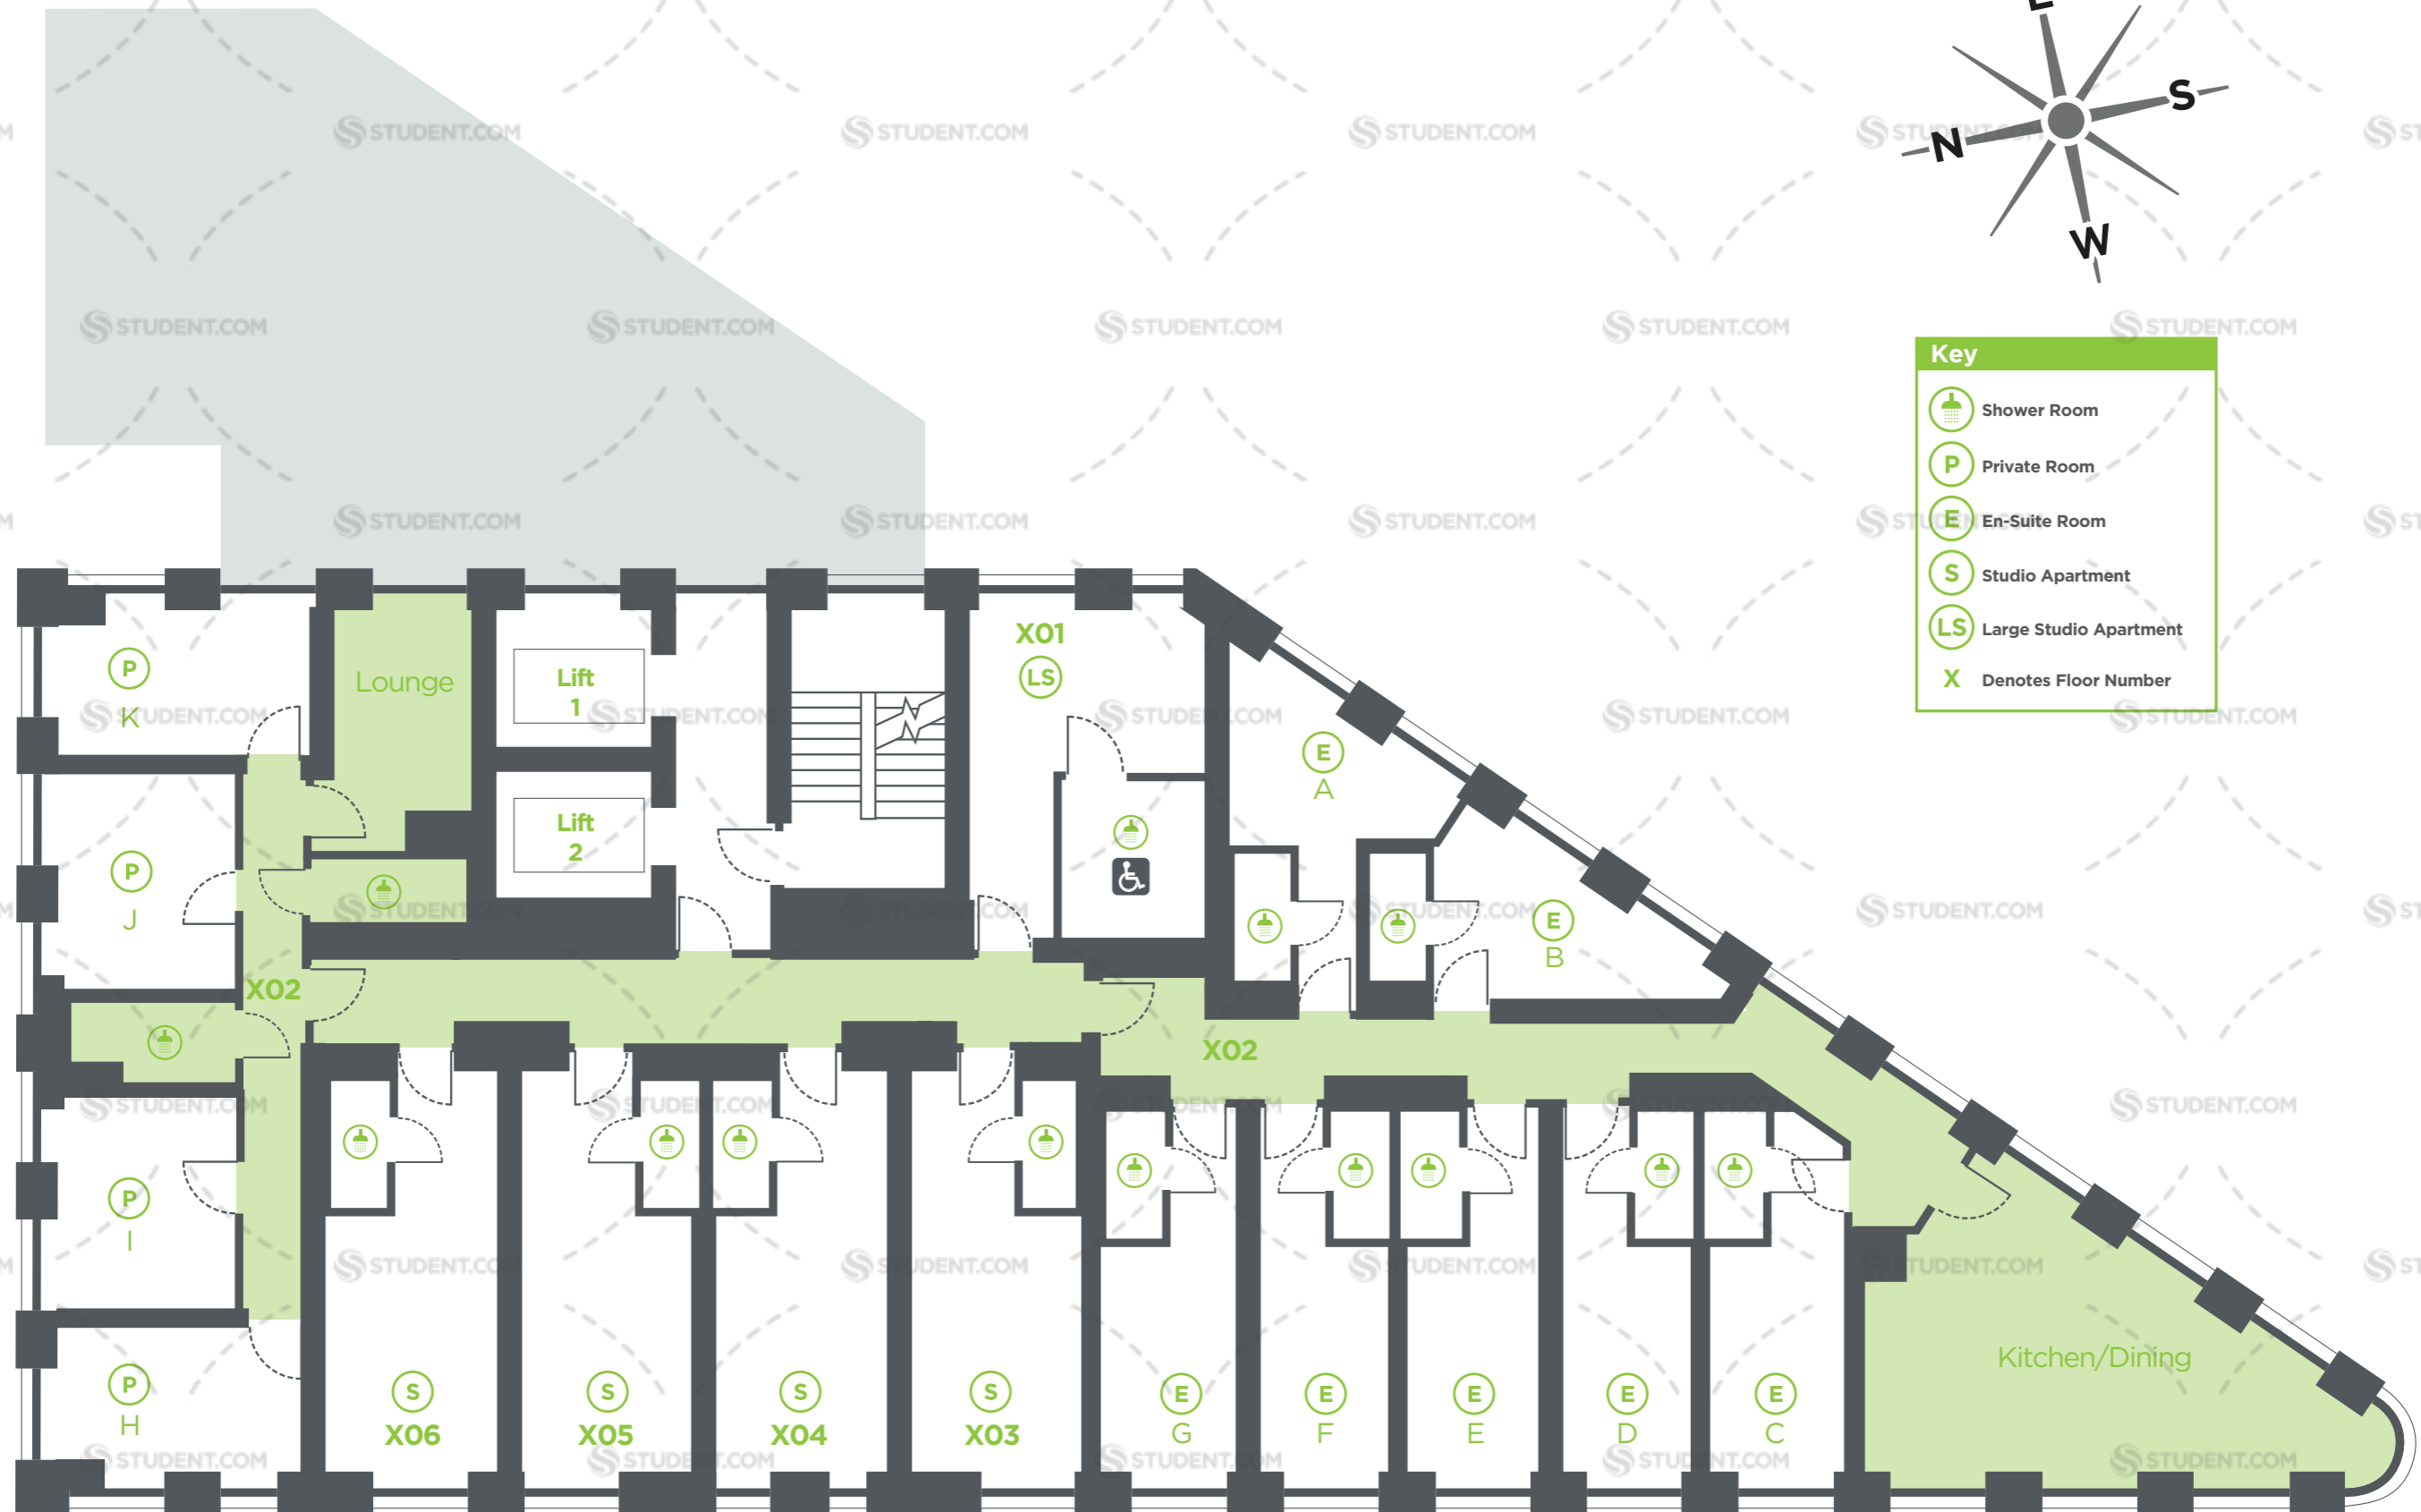 S
N
W
Key
Shower Room
P Private Room
E En-Suite Room
S Studio Apartment
LS Large Studio Apartment
X Denotes Floor Number
P
K
Lounge
Lift
1
Lift
2
X01
LS
E
A
E
B
P
J
X02
X02
P
I
P
H
S
X06
S
X05
S
X04
S
X03
E
G
E
F
E
E
E
D
E
C
Kitchen/Dining
STUDENT.COM